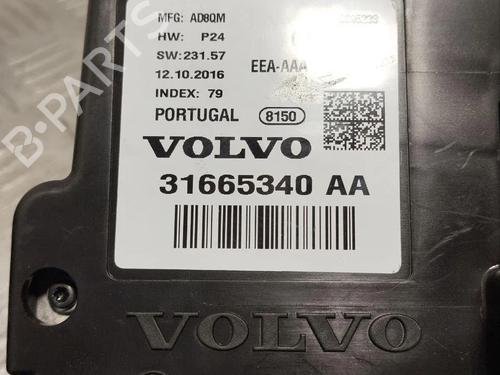 MFG: AD8QM
HW: P24
SW:231.57
EEA-AAA
12.10.2016
INDEX: 79
PORTUGAL 8150
VOLVO
31665340 AA
VOLVO
B-PARTS